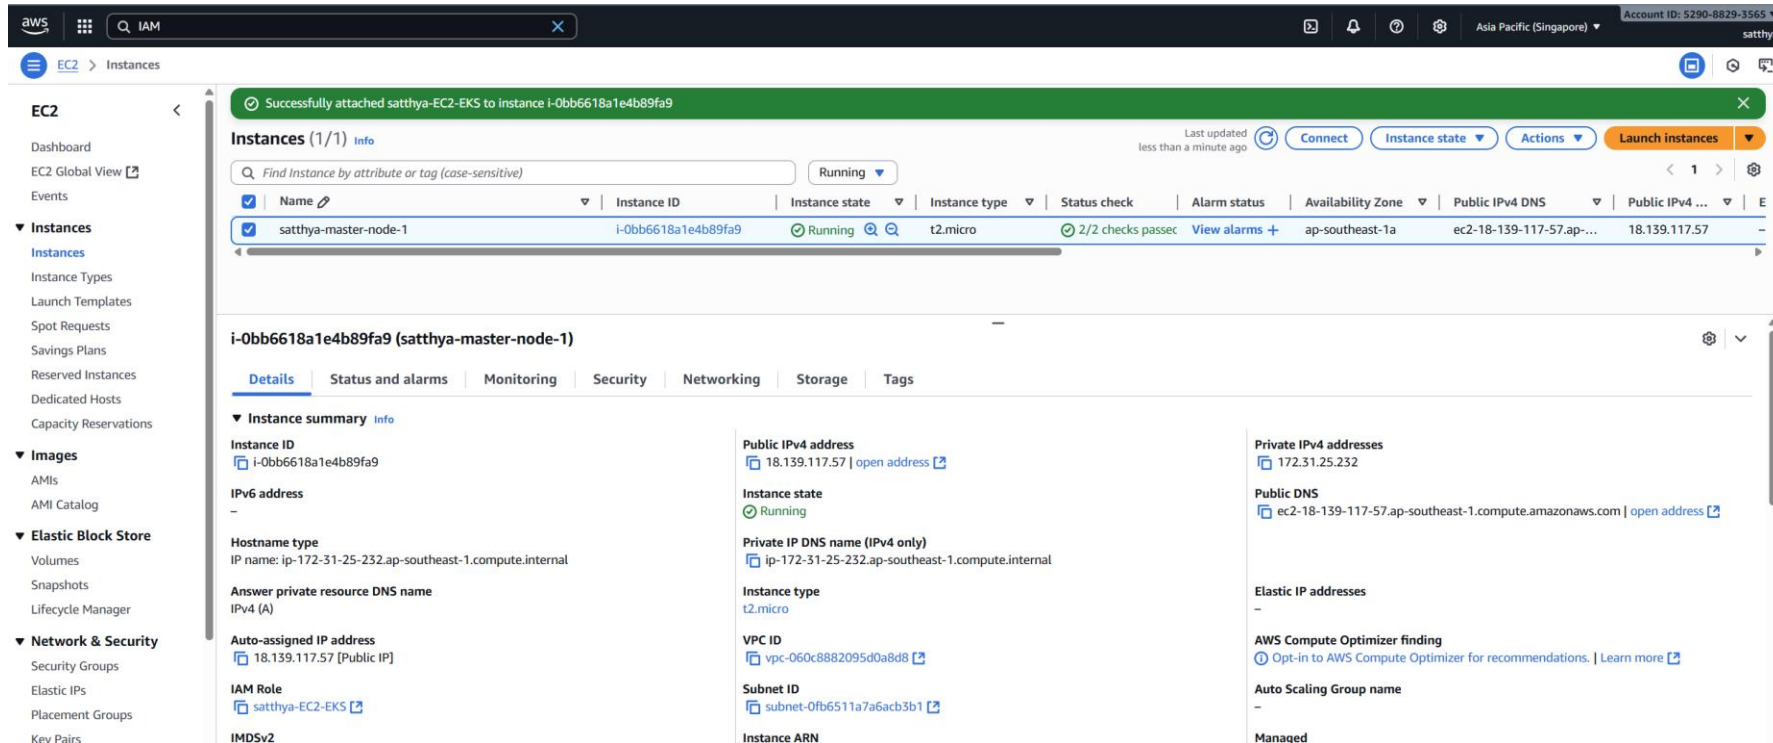 aws
IAM
Asia Pacific (Singapore)
Account ID: 5290-8829-3565
satthy
EC2 > Instances
EC2
Dashboard
EC2 Global View
Events
Instances
Instances
Instance Types
Launch Templates
Spot Requests
Savings Plans
Reserved Instances
Dedicated Hosts
Capacity Reservations
Images
AMIs
AMI Catalog
Elastic Block Store
Volumes
Snapshots
Lifecycle Manager
Network & Security
Security Groups
Elastic IPs
Placement Groups
Key Pairs
Successfully attached satthya-EC2-EKS to instance i-0bb6618a1e4b89fa9
Instances (1/1) Info
Last updated
less than a minute ago
Connect
Instance state
Actions
Launch instances
Find Instance by attribute or tag (case-sensitive)
Running
1
Name | Instance ID | Instance state | Instance type | Status check | Alarm status | Availability Zone | Public IPv4 DNS | Public IPv4 ... | E
satthya-master-node-1 i-0bb6618a1e4b89fa9 Running t2.micro 2/2 checks passec View alarms + ap-southeast-1a ec2-18-139-117-57.ap-... 18.139.117.57 –
i-0bb6618a1e4b89fa9 (satthya-master-node-1)
Details | Status and alarms | Monitoring | Security | Networking | Storage | Tags
Instance summary Info
Instance ID
i-0bb6618a1e4b89fa9
Public IPv4 address
18.139.117.57 | open address
Private IPv4 addresses
172.31.25.232
IPv6 address
–
Instance state
Running
Public DNS
ec2-18-139-117-57.ap-southeast-1.compute.amazonaws.com | open address
Hostname type
IP name: ip-172-31-25-232.ap-southeast-1.compute.internal
Private IP DNS name (IPv4 only)
ip-172-31-25-232.ap-southeast-1.compute.internal
Answer private resource DNS name
IPv4 (A)
Instance type
t2.micro
Elastic IP addresses
–
Auto-assigned IP address
18.139.117.57 [Public IP]
VPC ID
vpc-060c8882095d0a8d8
AWS Compute Optimizer finding
Opt-in to AWS Compute Optimizer for recommendations. | Learn more
IAM Role
satthya-EC2-EKS
Subnet ID
subnet-0fb6511a7a6acb3b1
Auto Scaling Group name
–
IMDSv2
Instance ARN
Managed